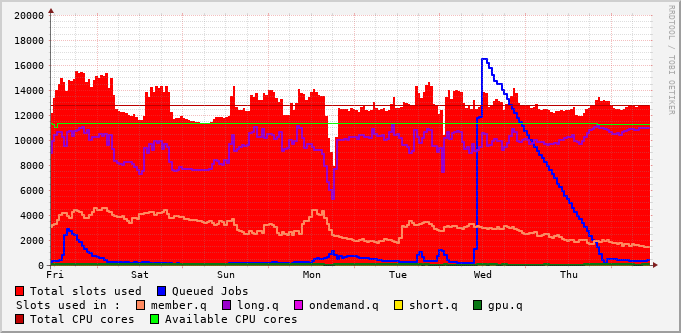 20000
18000
16000
14000
12000
10000
8000
6000
4000
2000
0
Fri Sat Sun Mon Tue Wed Thu
RRDTOOL / TOBI OETIKER
Total slots used Queued Jobs
Slots used in : member.q long.q ondemand.q short.q gpu.q
Total CPU cores Available CPU cores